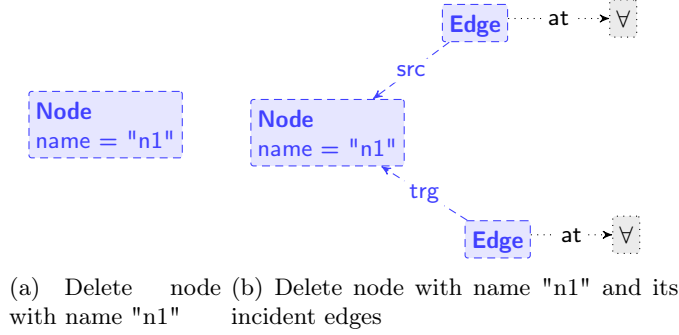 Edge
at
∀
src
Node
name = "n1"
Node
name = "n1"
trg
Edge
at
∀
(a) Delete node
with name "n1"
(b) Delete node with name "n1" and its
incident edges